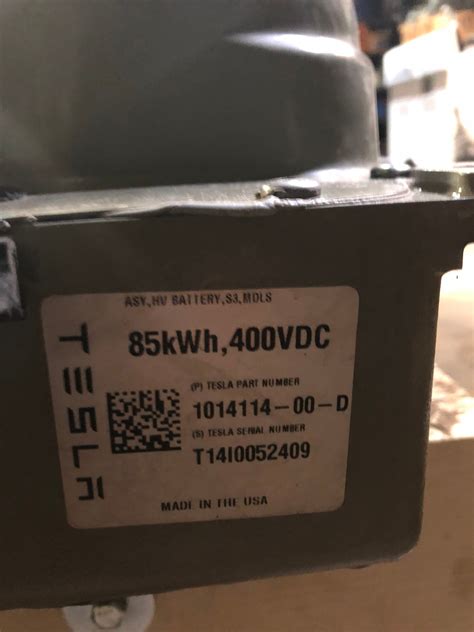 ASY,HV BATTERY,S3,MDLS
TESLA
85kWh,400VDC
(P) TESLA PART NUMBER
1014114-00-D
(S) TESLA SERIAL NUMBER
T14I0052409
MADE IN THE USA